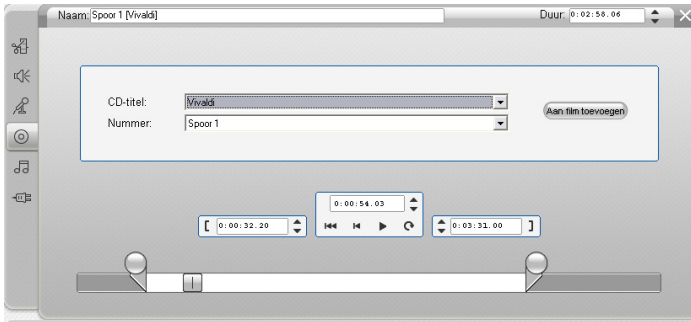 Naam: Spoor 1 [Vivaldi] Duur: 0:02:58.06
CD-titel: Vivaldi
Aan film toevoegen
Nummer: Spoor 1
0:00:54.03
[ 0:00:32.20 0:03:31.00 ]